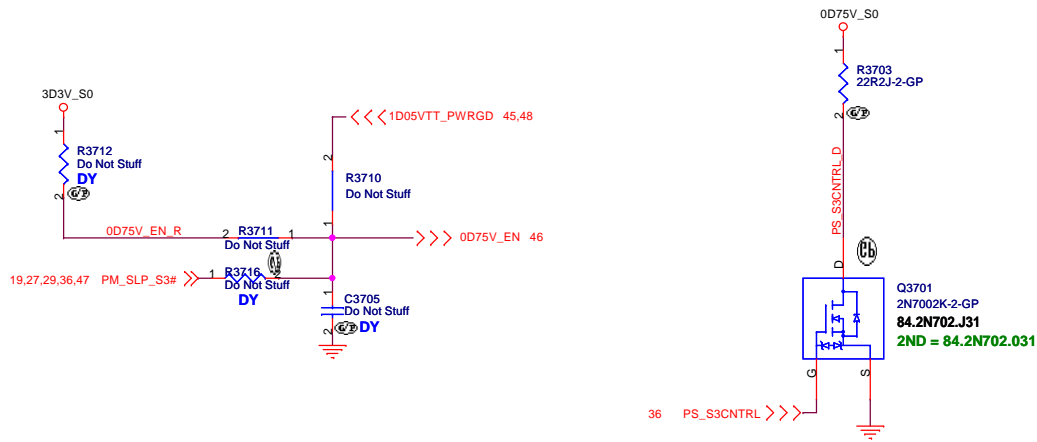 0D75V_S0
1
R3703
22R2J-2-GP
2
G/P
PS_S3CNTRL_D
3D3V_S0
1
R3712
Do Not Stuff
DY
2
G/P
1D05VTT_PWRGD 45,48
2
R3710
Do Not Stuff
1
0D75V_EN_R
2 R3711 1
Do Not Stuff
0D75V_EN 46
19,27,29,36,47 PM_SLP_S3#
1 R3716 2
Do Not Stuff
DY
1
C3705
Do Not Stuff
2
G/P
DY
D
Q3701
2N7002K-2-GP
84.2N702.J31
2ND = 84.2N702.031
G
S
36 PS_S3CNTRL